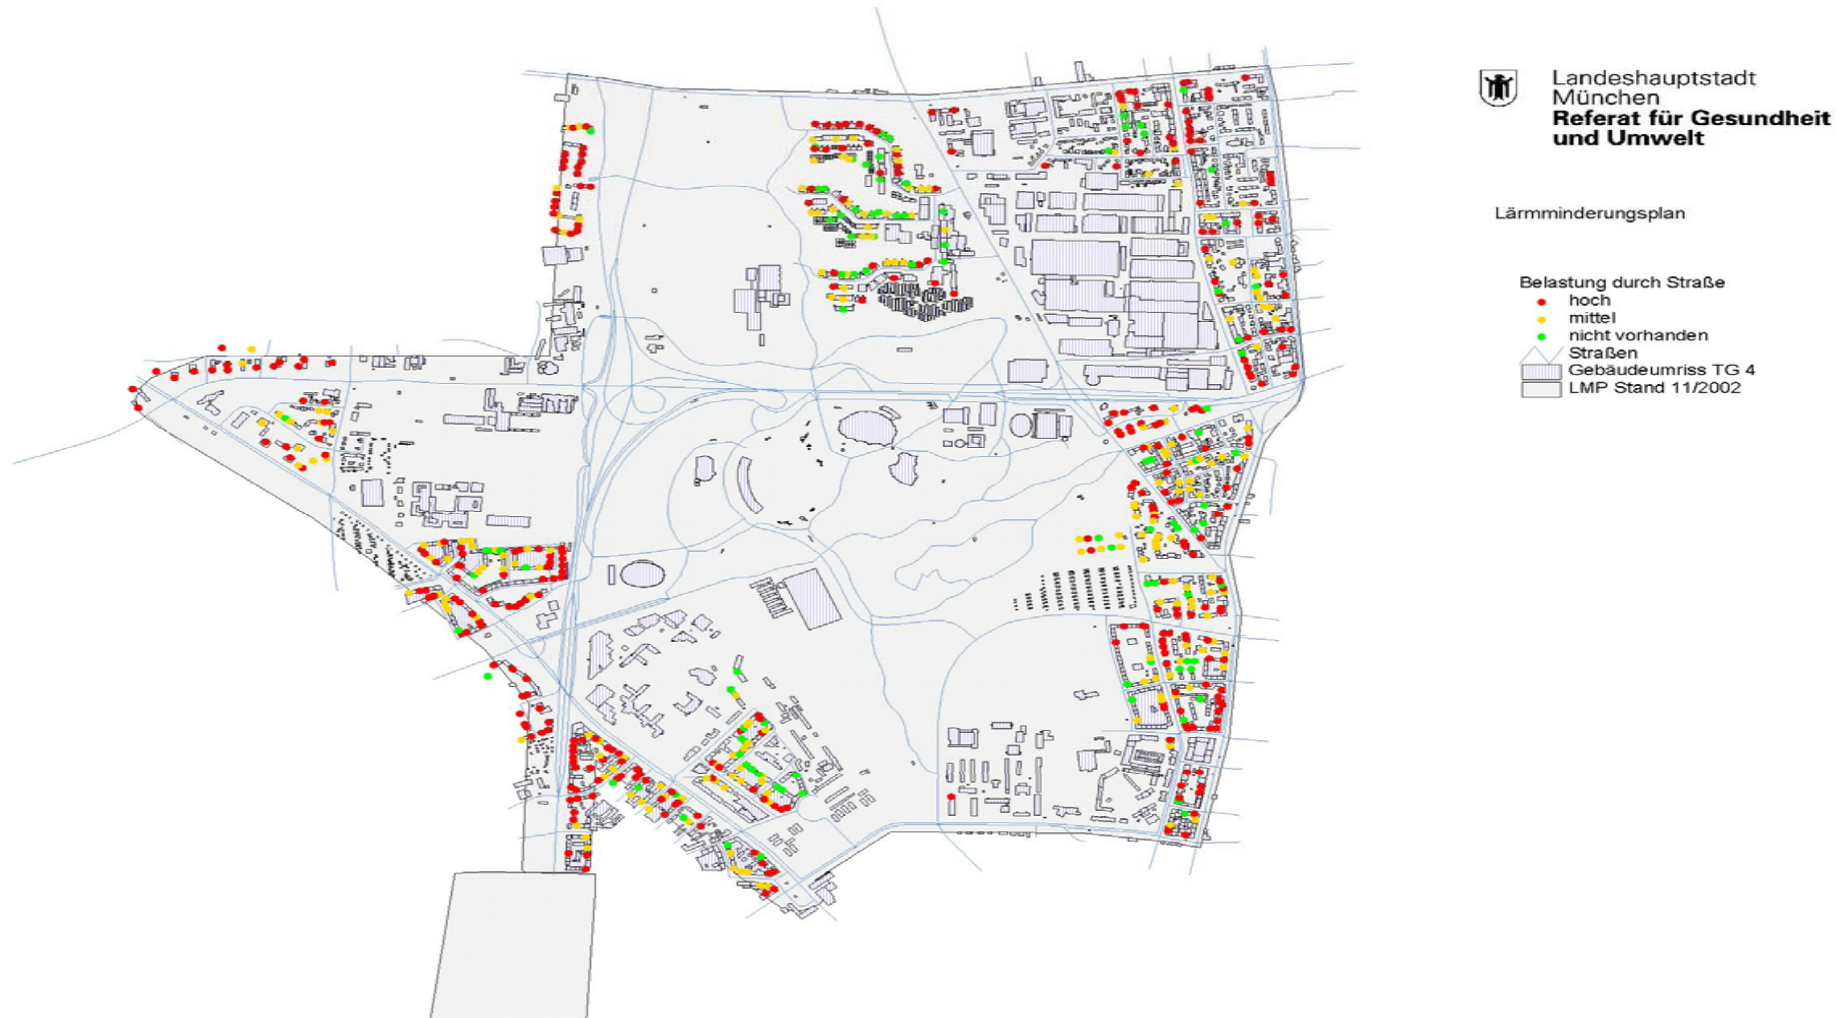 Landeshauptstadt
München
Referat für Gesundheit
und Umwelt
Lärmminderungsplan
Belastung durch Straße
hoch
mittel
nicht vorhanden
Straßen
Gebäudeumriss TG 4
LMP Stand 11/2002